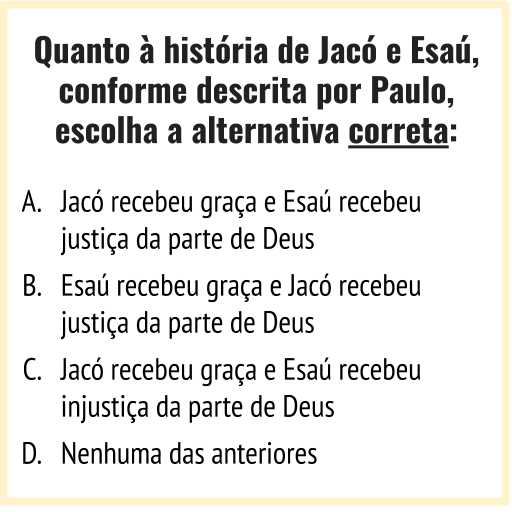 Quanto à história de Jacó e Esaú,
conforme descrita por Paulo,
escolha a alternativa correta:
A. Jacó recebeu graça e Esaú recebeu
justiça da parte de Deus
B. Esaú recebeu graça e Jacó recebeu
justiça da parte de Deus
C. Jacó recebeu graça e Esaú recebeu
injustiça da parte de Deus
D. Nenhuma das anteriores